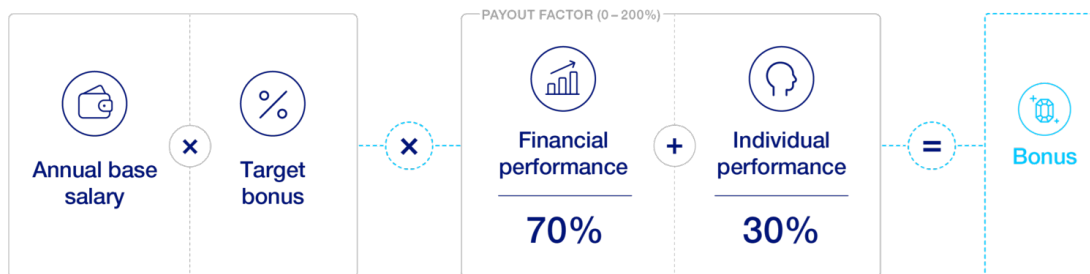 PAYOUT FACTOR (0–200%)
Annual base
salary
×
Target
bonus
×
Financial
performance
70%
+
Individual
performance
30%
=
Bonus